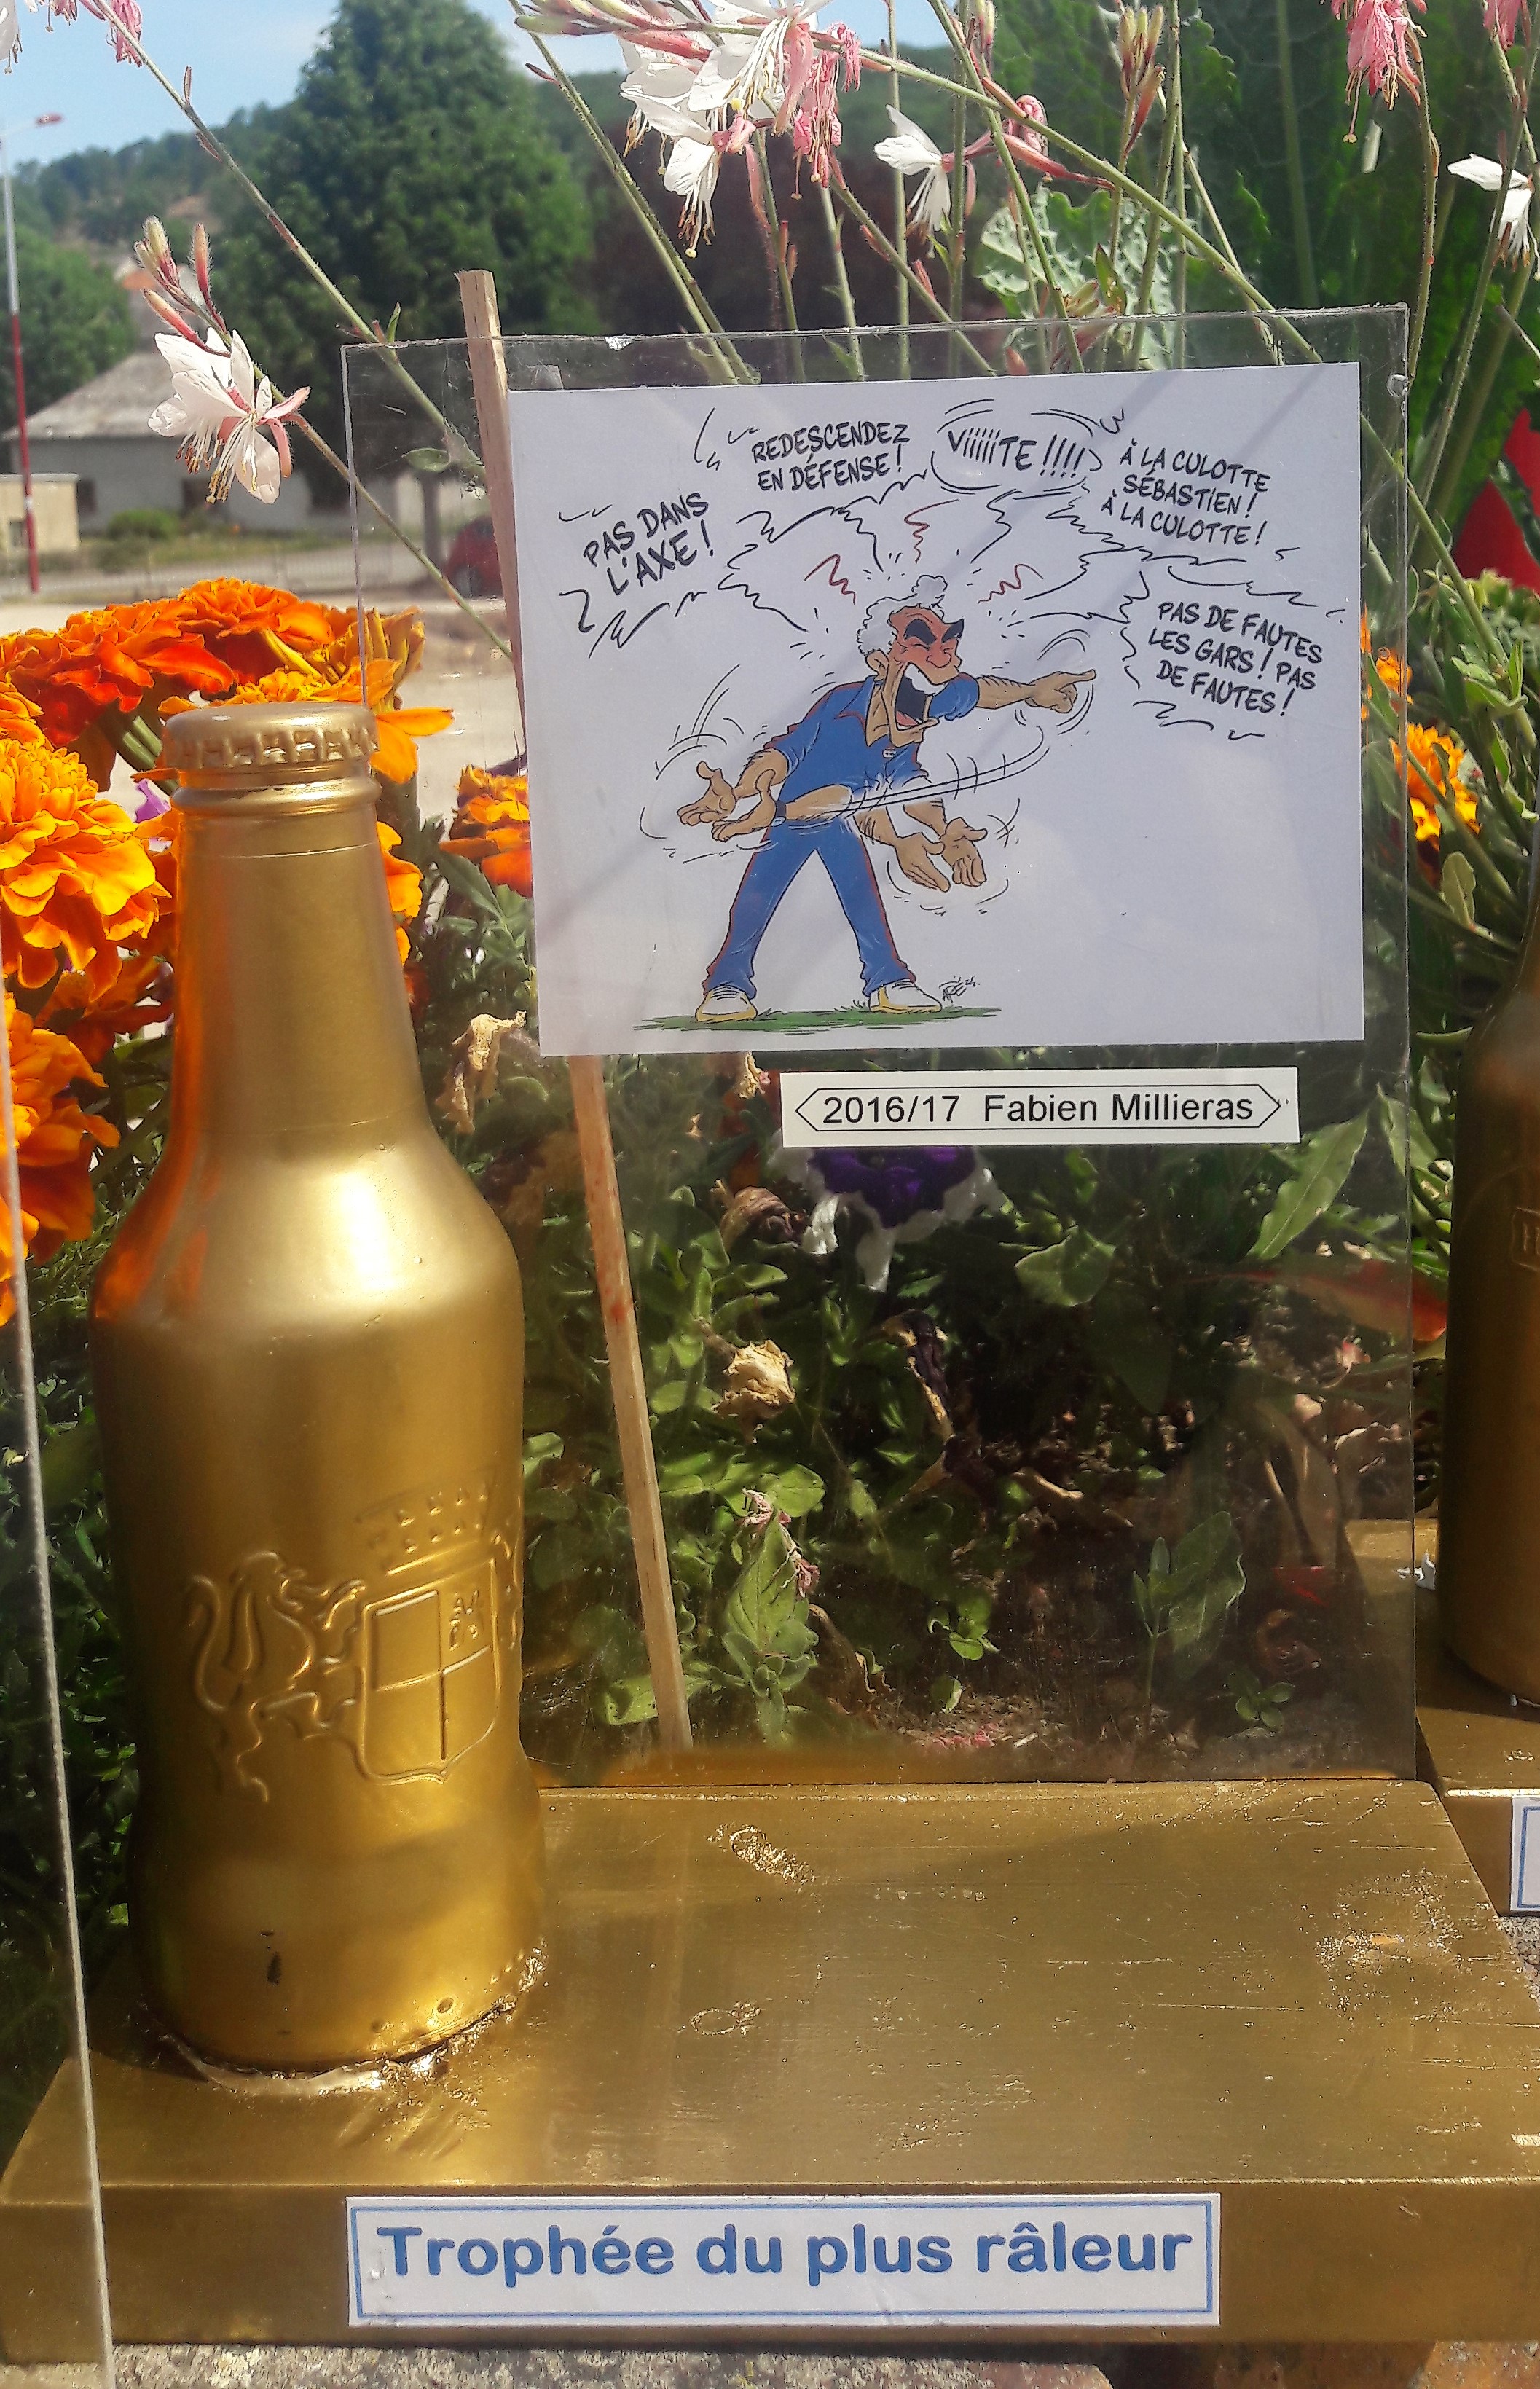 PAS DANS
L'AXE !
REDESCENDEZ
EN DÉFENSE !
ViiiiiTE !!!!
À LA CULOTTE
SÉBASTiEN !
À LA CULOTTE !
PAS DE FAUTES
LES GARS ! PAS
DE FAUTES !
2016/17 Fabien Millieras
Trophée du plus râleur